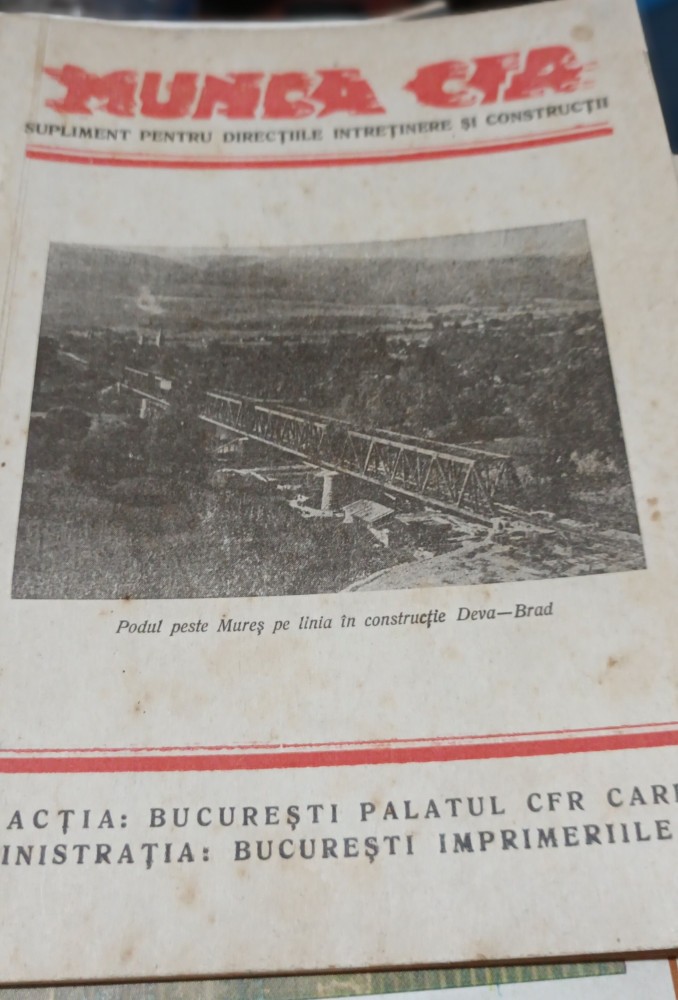 MUNCA CFR
SUPLIMENT PENTRU DIRECȚIILE INTREȚINERE ȘI CONSTRUCȚII
Podul peste Mureș pe linia în construcție Deva—Brad
ACȚIA: BUCUREȘTI PALATUL CFR
INISTRAȚIA: BUCUREȘTI IMPRIMERIILE